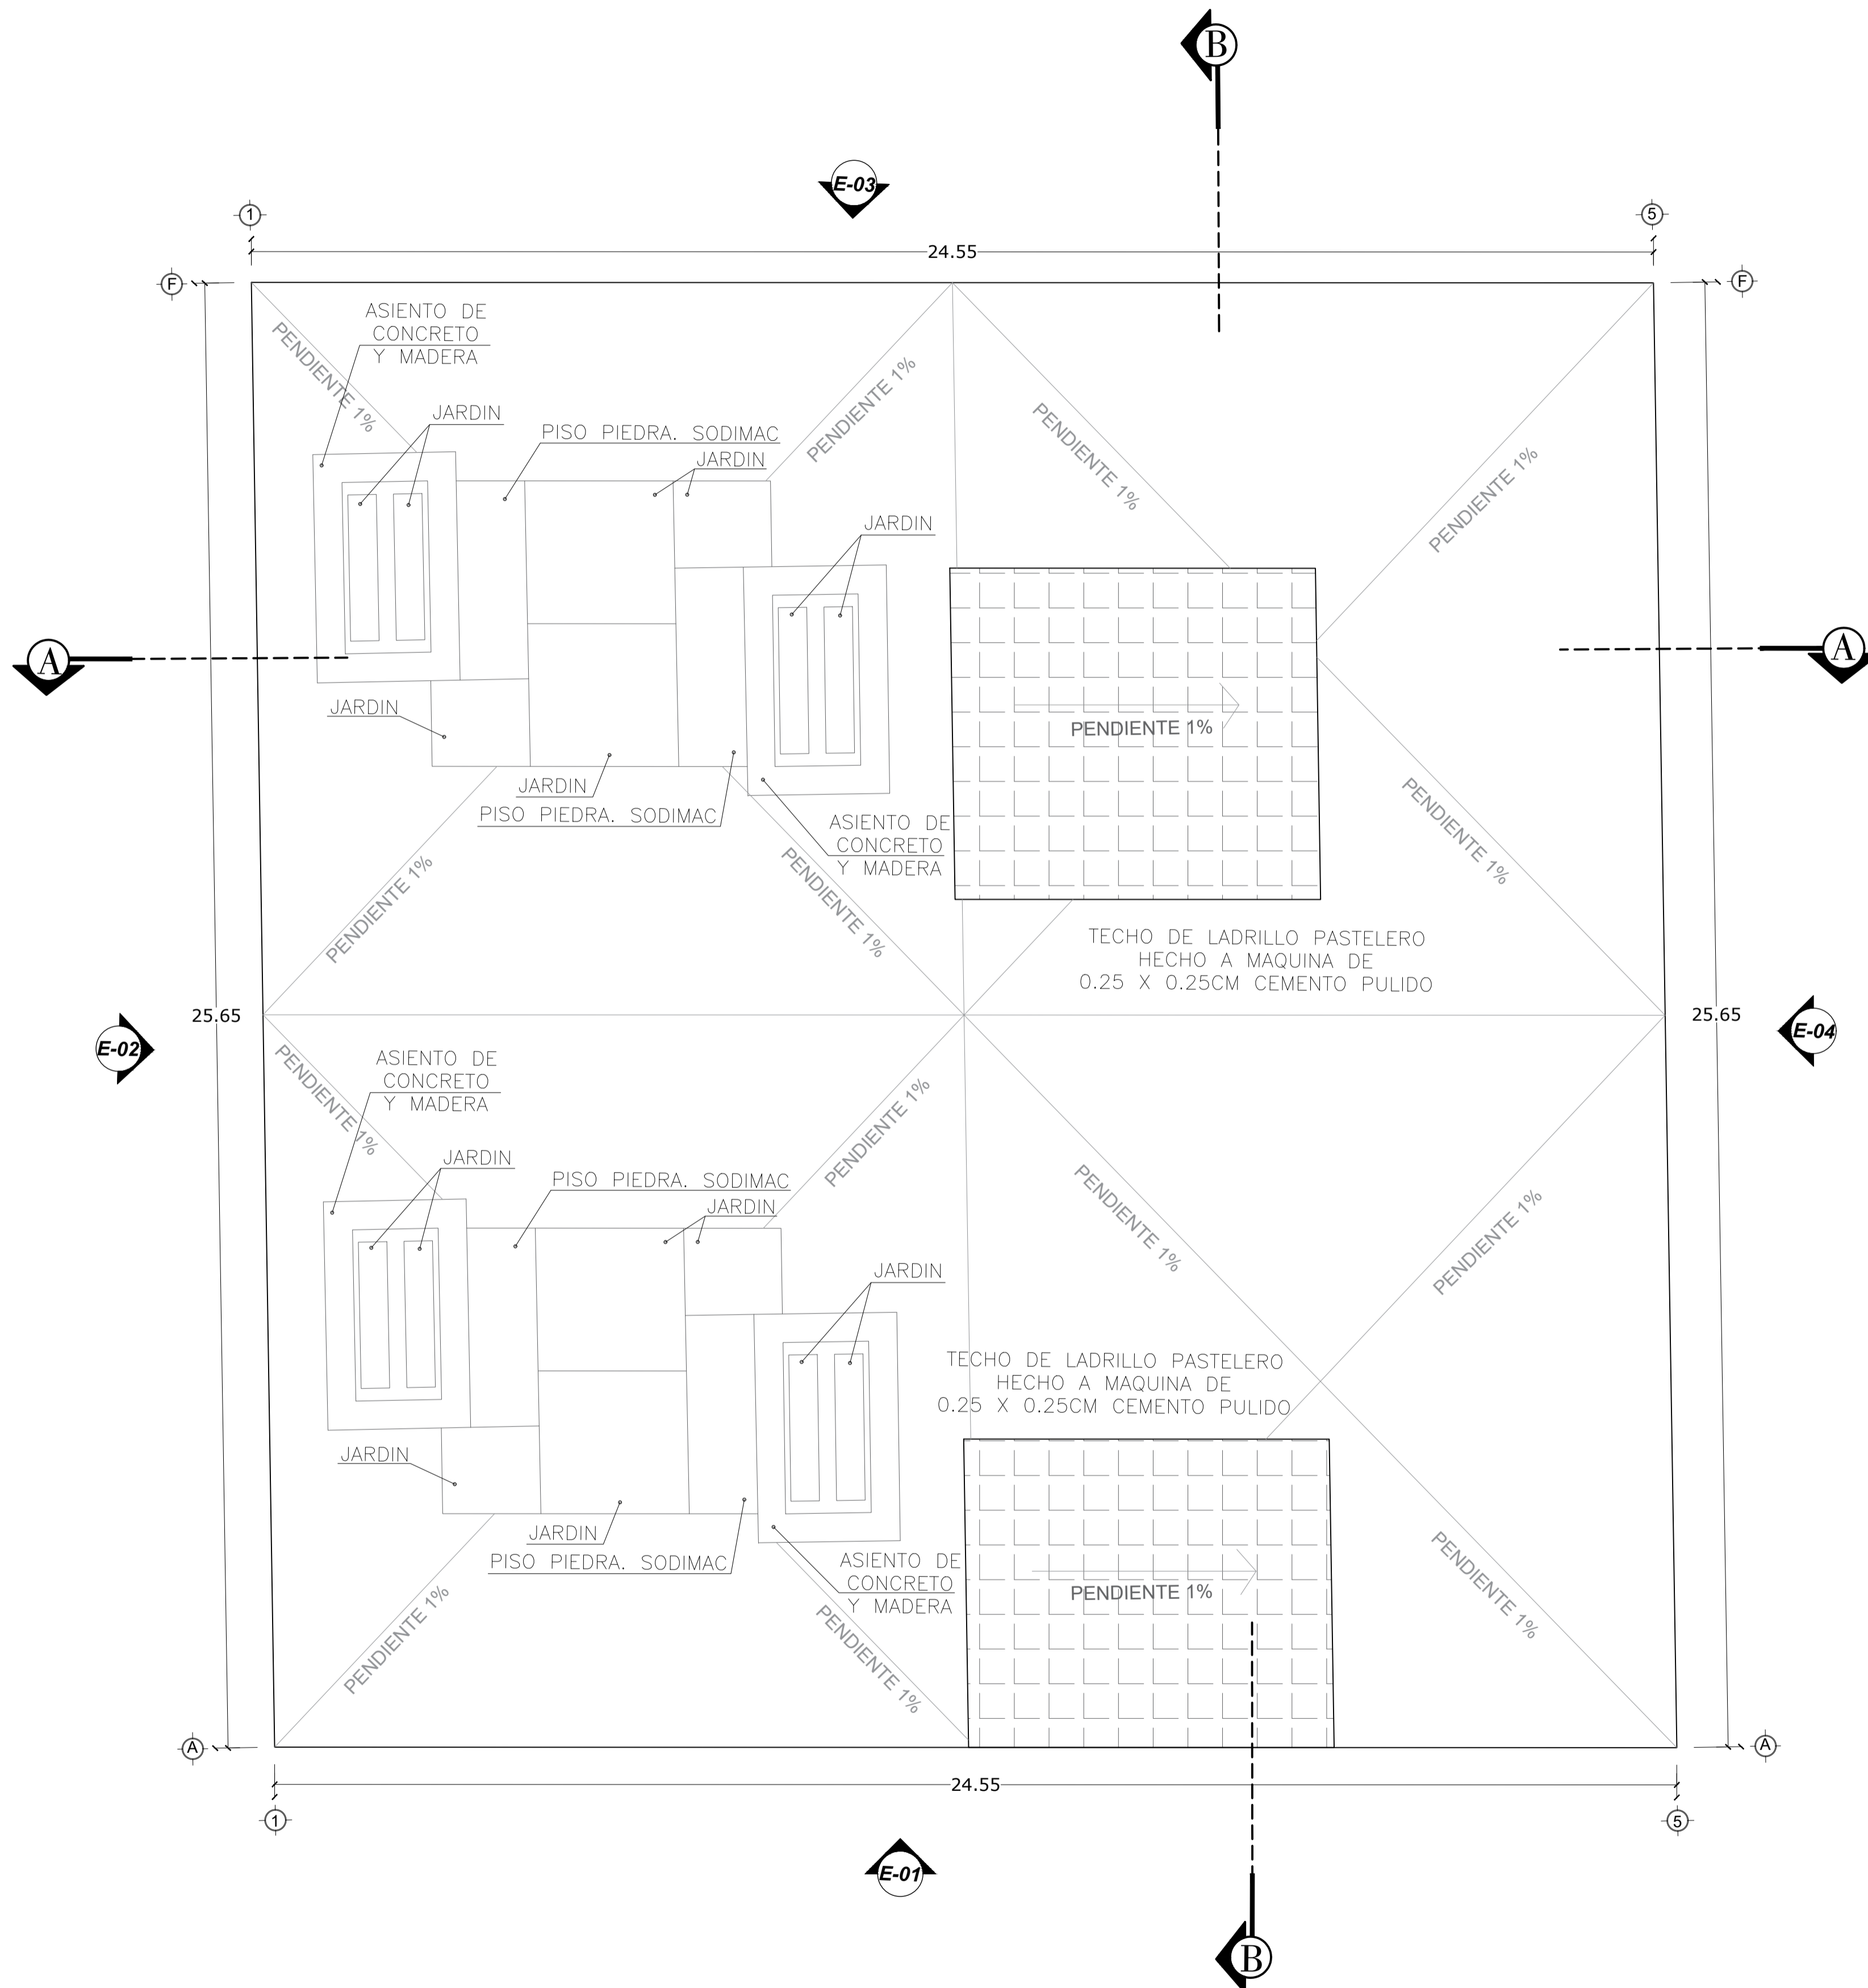 B
E-03
1
5
24.55
F
F
ASIENTO DE
CONCRETO
Y MADERA
PENDIENTE 1%
PENDIENTE 1%
PENDIENTE 1%
PENDIENTE 1%
JARDIN
PISO PIEDRA. SODIMAC
JARDIN
JARDIN
A
A
JARDIN
PENDIENTE 1%
JARDIN
PISO PIEDRA. SODIMAC
ASIENTO DE
CONCRETO
Y MADERA
PENDIENTE 1%
PENDIENTE 1%
PENDIENTE 1%
TECHO DE LADRILLO PASTELERO
HECHO A MAQUINA DE
0.25 X 0.25CM CEMENTO PULIDO
25.65
25.65
E-02
E-04
ASIENTO DE
CONCRETO
Y MADERA
PENDIENTE 1%
PENDIENTE 1%
PENDIENTE 1%
PENDIENTE 1%
JARDIN
PISO PIEDRA. SODIMAC
JARDIN
JARDIN
TECHO DE LADRILLO PASTELERO
HECHO A MAQUINA DE
0.25 X 0.25CM CEMENTO PULIDO
JARDIN
JARDIN
PISO PIEDRA. SODIMAC
ASIENTO DE
CONCRETO
Y MADERA
PENDIENTE 1%
PENDIENTE 1%
PENDIENTE 1%
PENDIENTE 1%
A
A
24.55
1
5
E-01
B